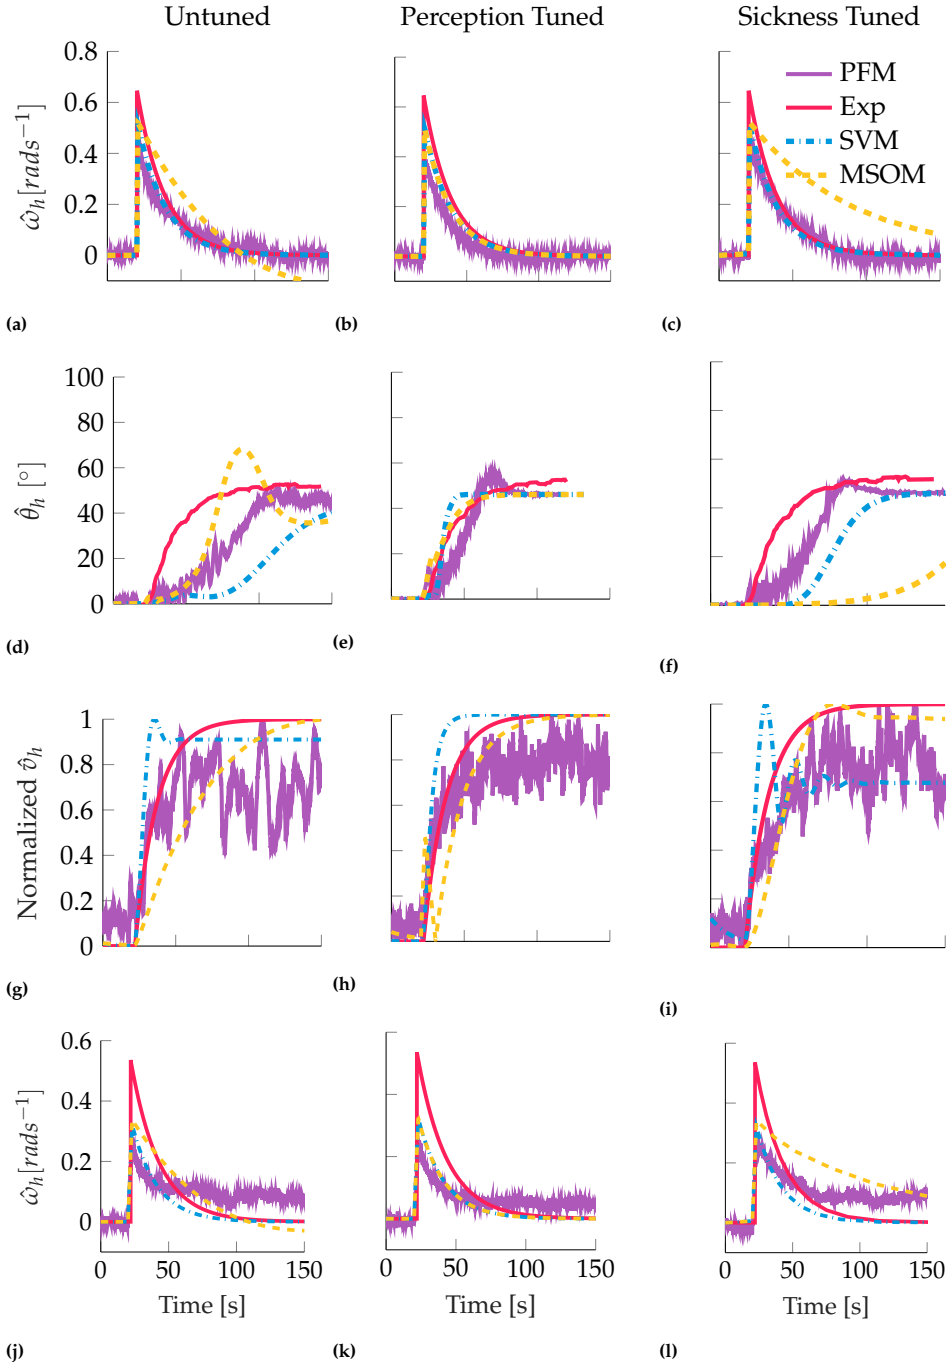 Untuned Perception Tuned Sickness Tuned
0.8
0.6
0.4
0.2
0
ω̂h[rads−1]
PFM
Exp
SVM
MSOM
(a) (b) (c)
100
80
60
40
20
0
θ̂h [°]
(d) (e) (f)
1
0.8
0.6
0.4
0.2
0
Normalized v̂h
(g) (h) (i)
0.6
0.4
0.2
0
ω̂h[rads−1]
0 50 100 150 0 50 100 150 0 50 100 150
Time [s] Time [s] Time [s]
(j) (k) (l)